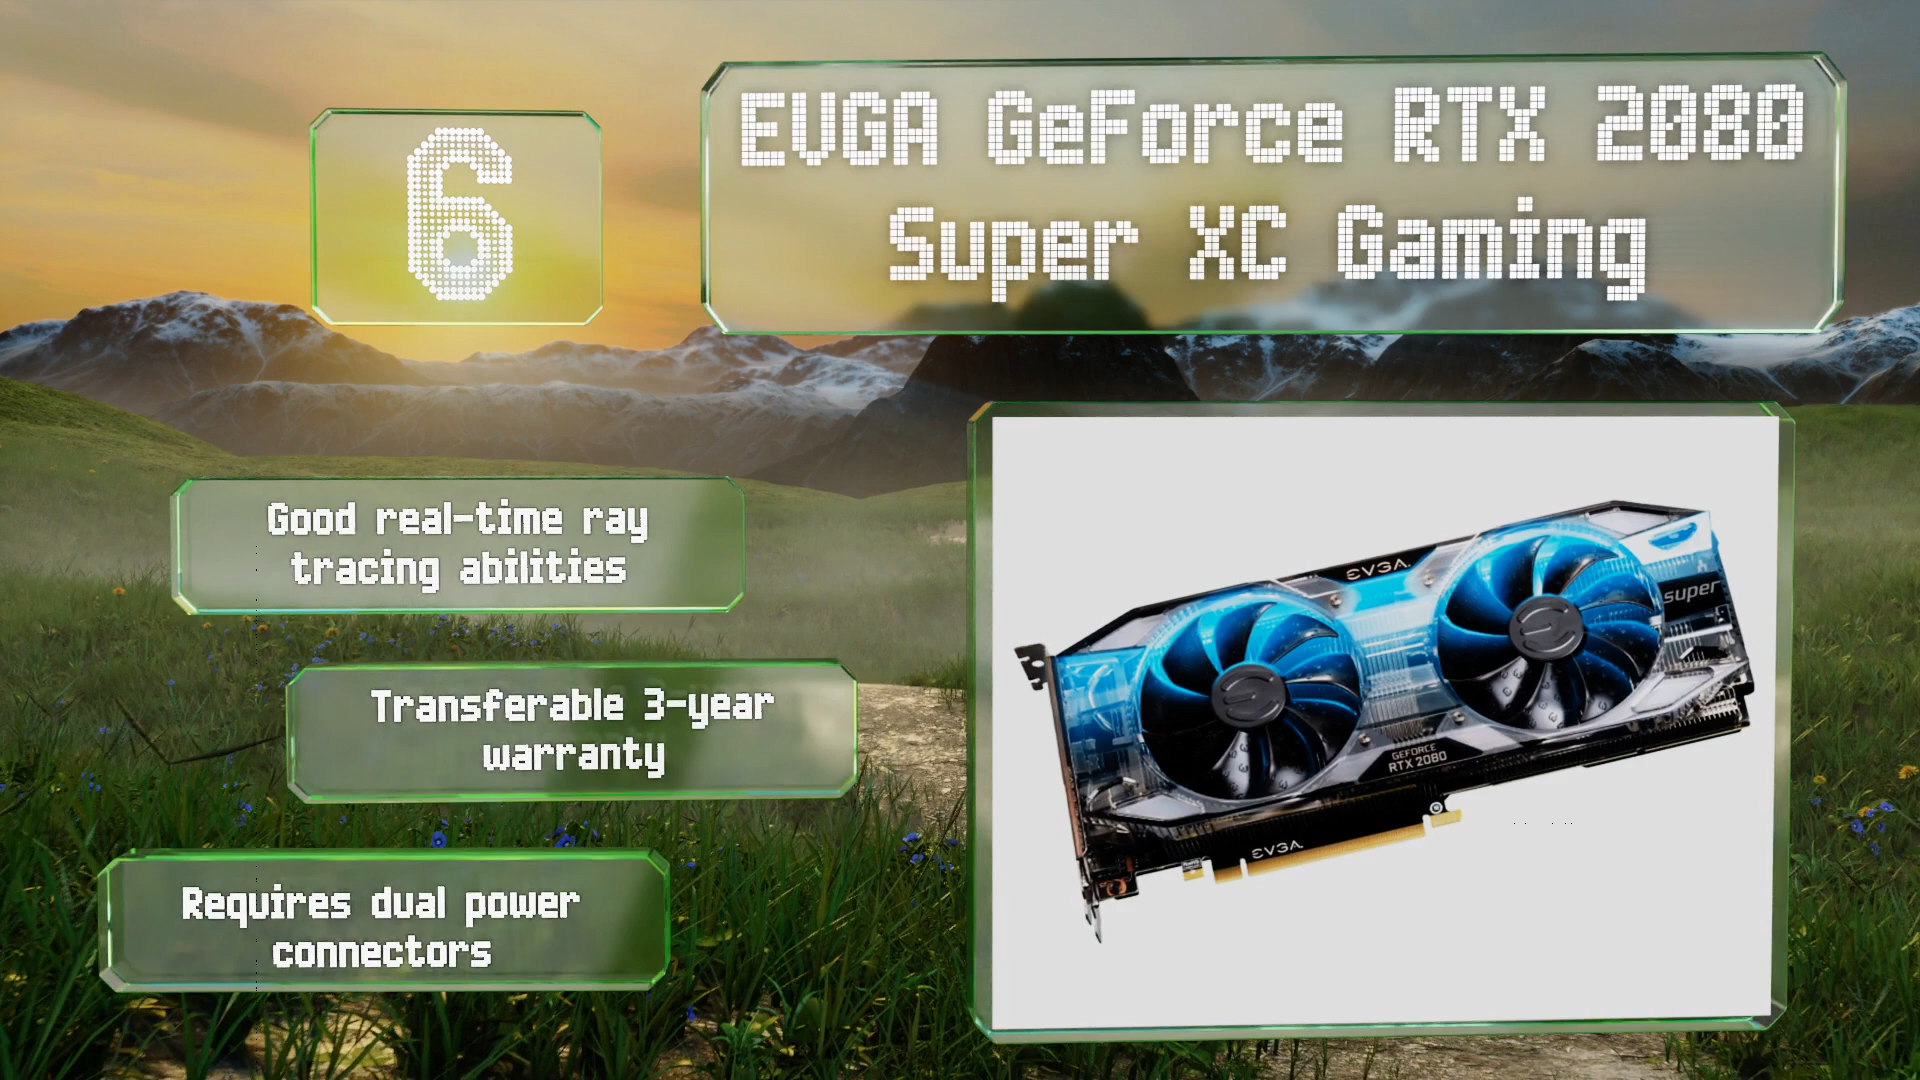 6
EVGA GeForce RTX 2080
Super XC Gaming
Good real-time ray
tracing abilities
Transferable 3-year
warranty
Requires dual power
connectors
EVGA
super
GEFORCE
RTX 2080
EVGA